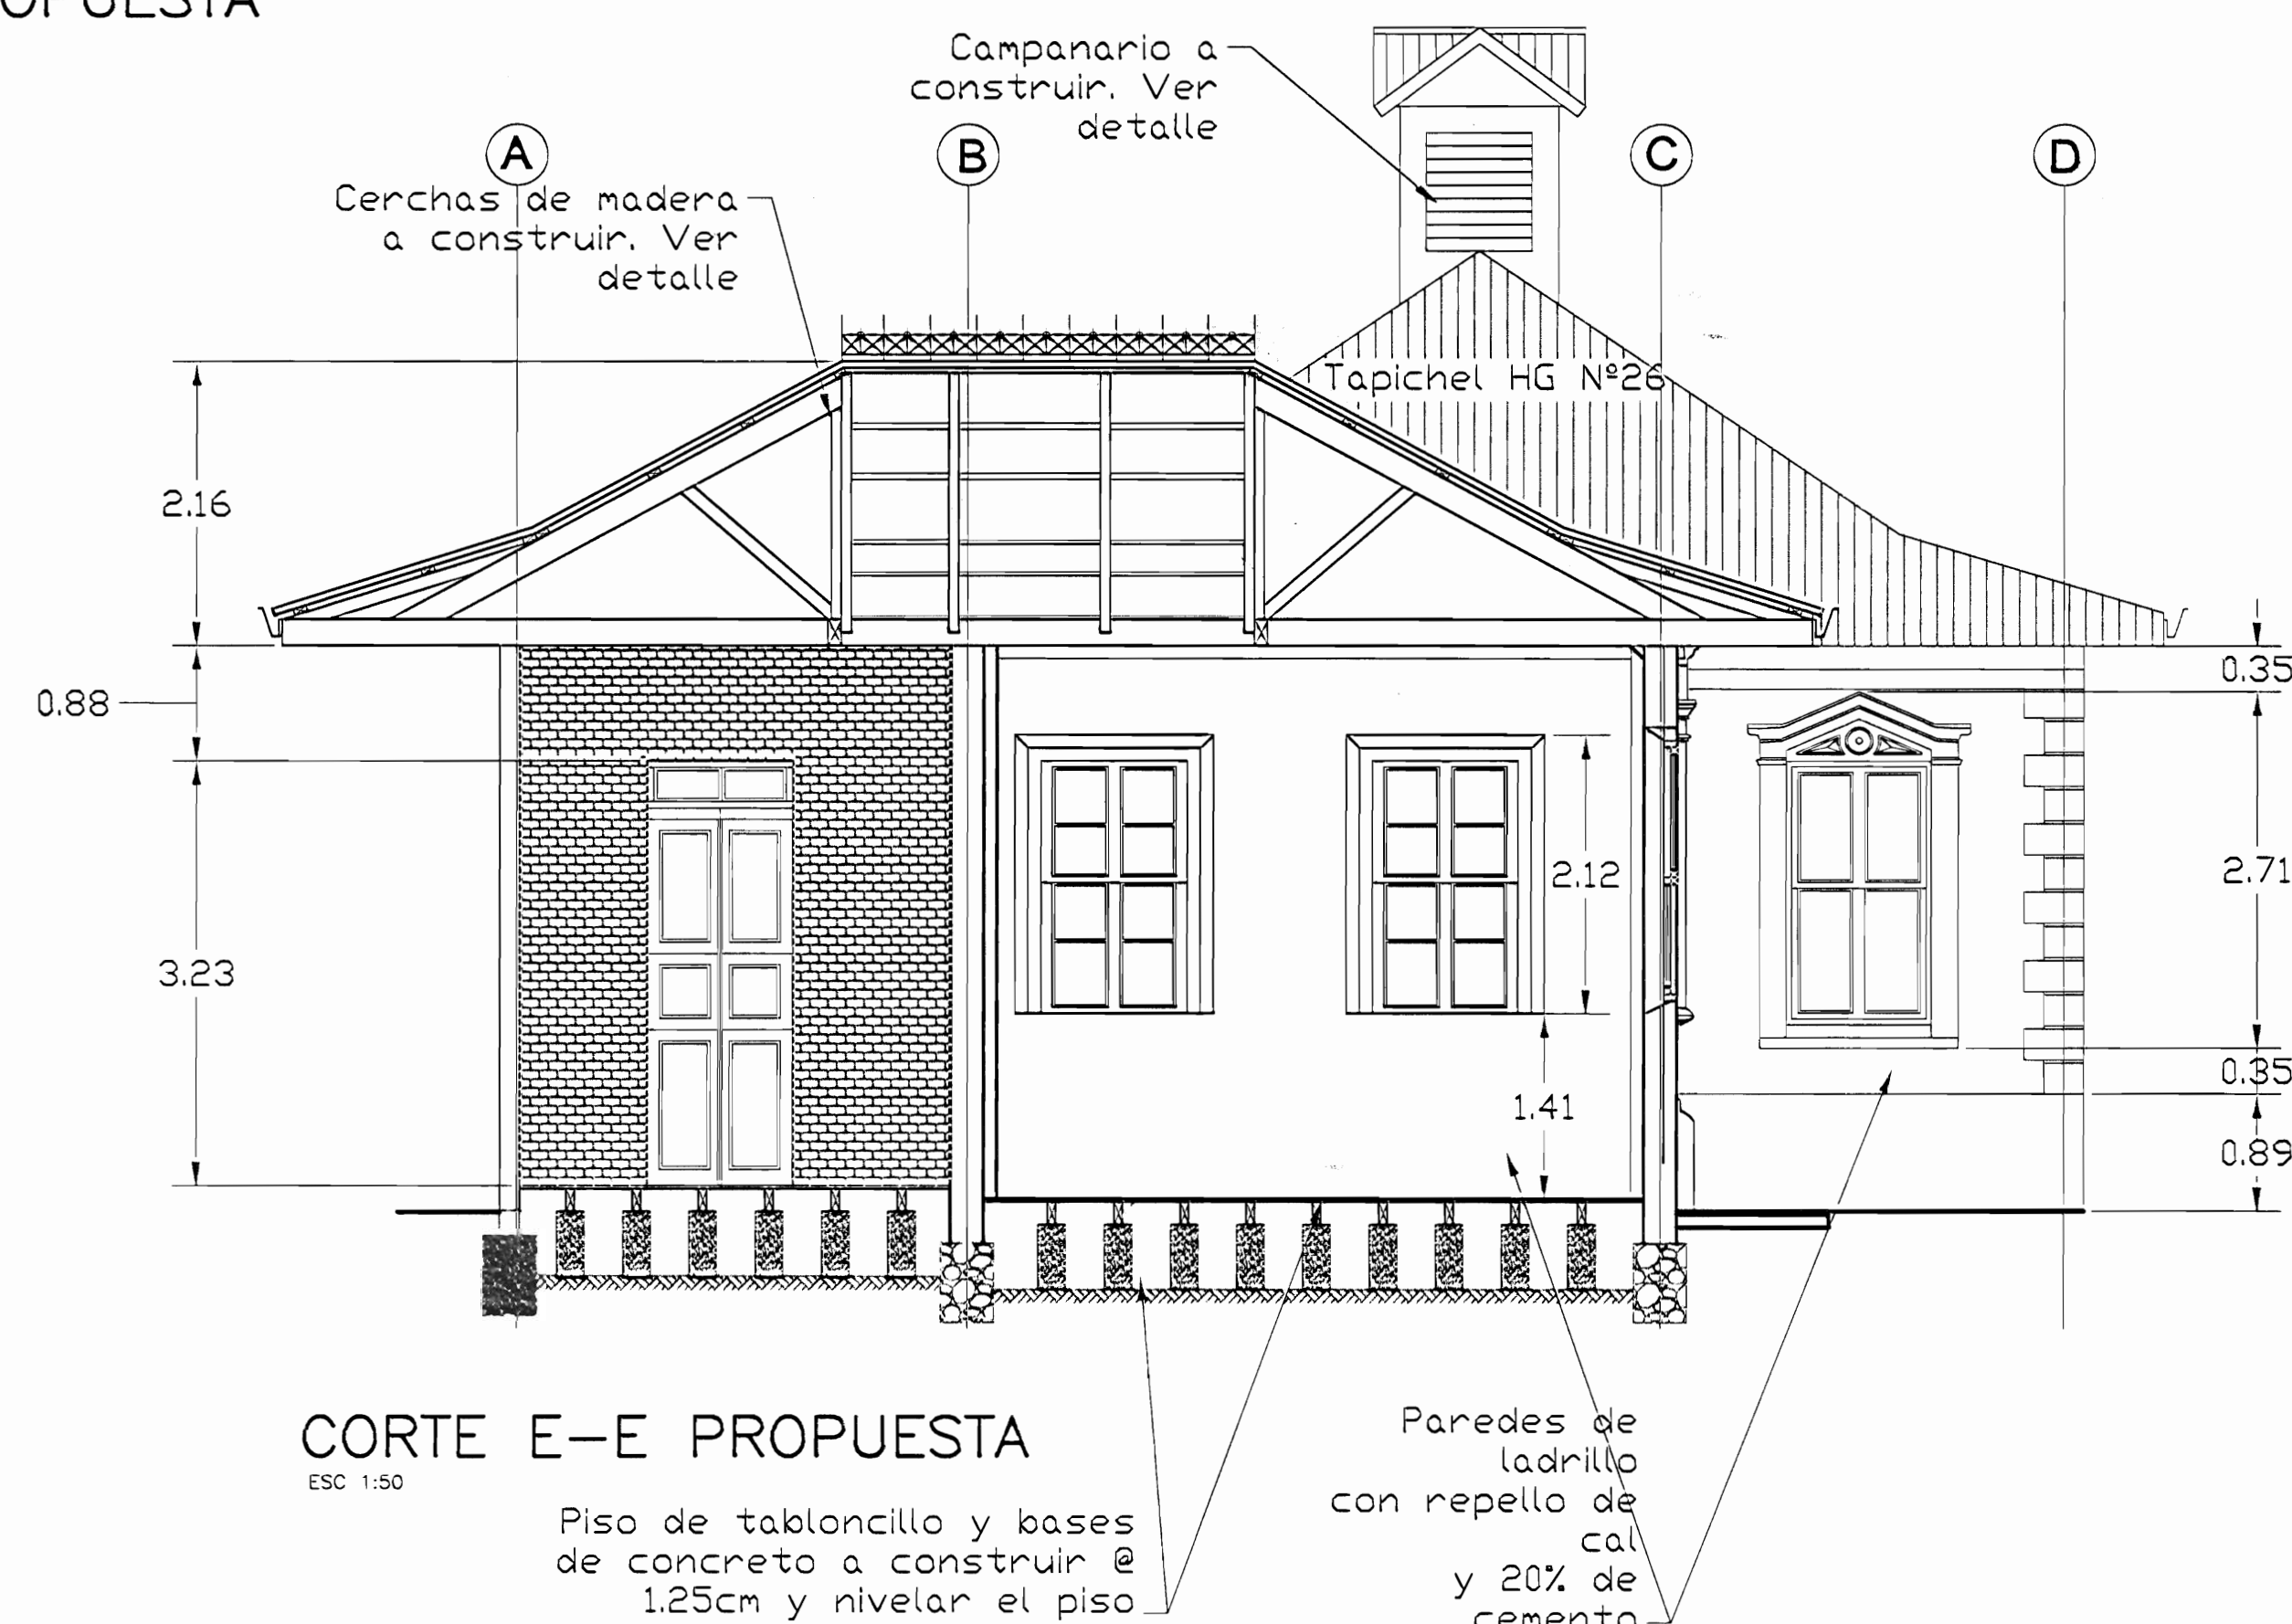 OPUESTA
Campanario a
construir. Ver
detalle
A
B
C
D
Cerchas de madera
a construir. Ver
detalle
Tapichel HG Nº26
2.16
0.88
3.23
2.12
1.41
0.35
2.71
0.35
0.89
CORTE E-E PROPUESTA
ESC 1:50
Piso de tabloncillo y bases
de concreto a construir @
1.25cm y nivelar el piso
Paredes de
ladrillo
con repello de
cal
y 20% de
cemento